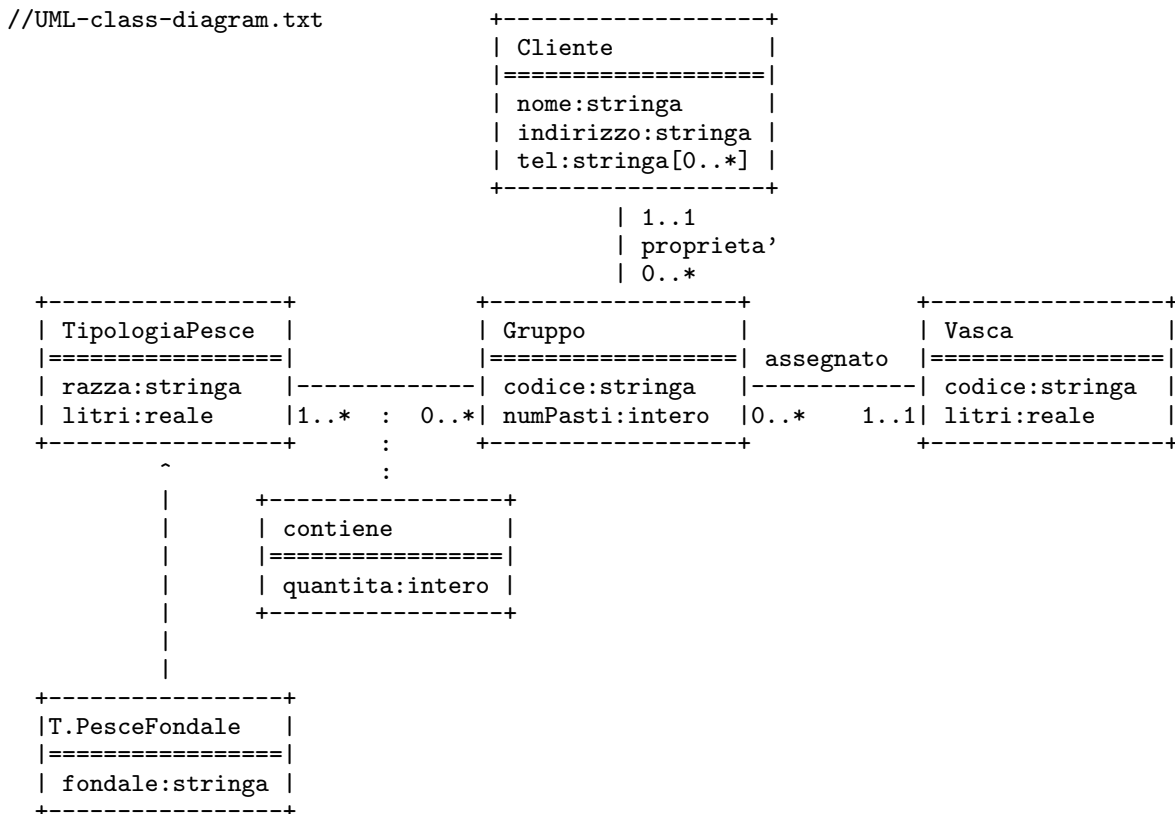 //UML-class-diagram.txt
Cliente
nome:stringa
indirizzo:stringa
tel:stringa[0..*]
1..1
proprieta’
0..*
TipologiaPesce
razza:stringa
litri:reale
1..* : 0..*
Gruppo
codice:stringa
numPasti:intero
assegnato
0..* 1..1
Vasca
codice:stringa
litri:reale
contiene
quantita:intero
T.PesceFondale
fondale:stringa